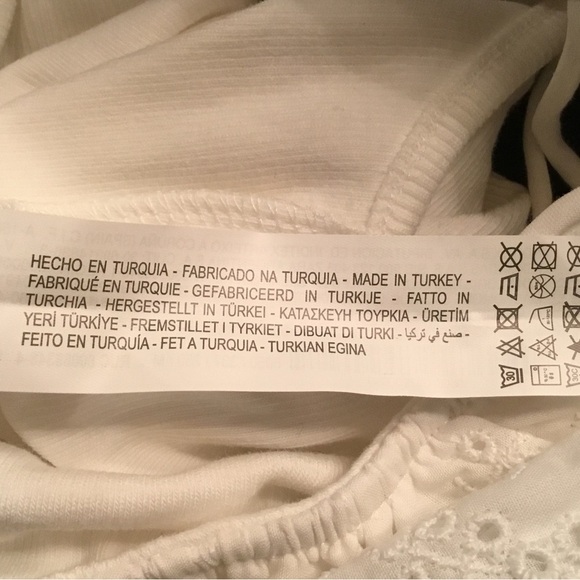 HECHO EN TURQUIA - FABRICADO NA TURQUIA - MADE IN TURKEY -
FABRIQUÉ EN TURQUIE - GEFABRICEERD IN TURKIJE - FATTO IN
TURCHIA - HERGESTELLT IN TÜRKEI - ΚΑΤΑΣΚΕΥΗ ΤΟΥΡΚΙΑ - ÜRETİM
YERİ TÜRKİYE - FREMSTILLET I TYRKIET - DIBUAT DI TURKI - صنع في تركيا -
FEITO EN TURQUÍA - FET A TURQUIA - TURKIAN EGINA
30